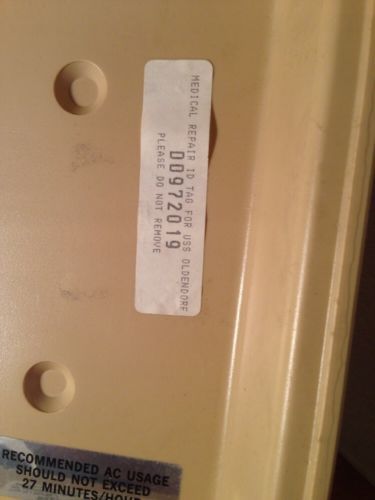 MEDICAL REPAIR ID TAG FOR USS OLDENDORF
DD972019
PLEASE DO NOT REMOVE
RECOMMENDED AC USAGE
SHOULD NOT EXCEED
27 MINUTES/HOUR